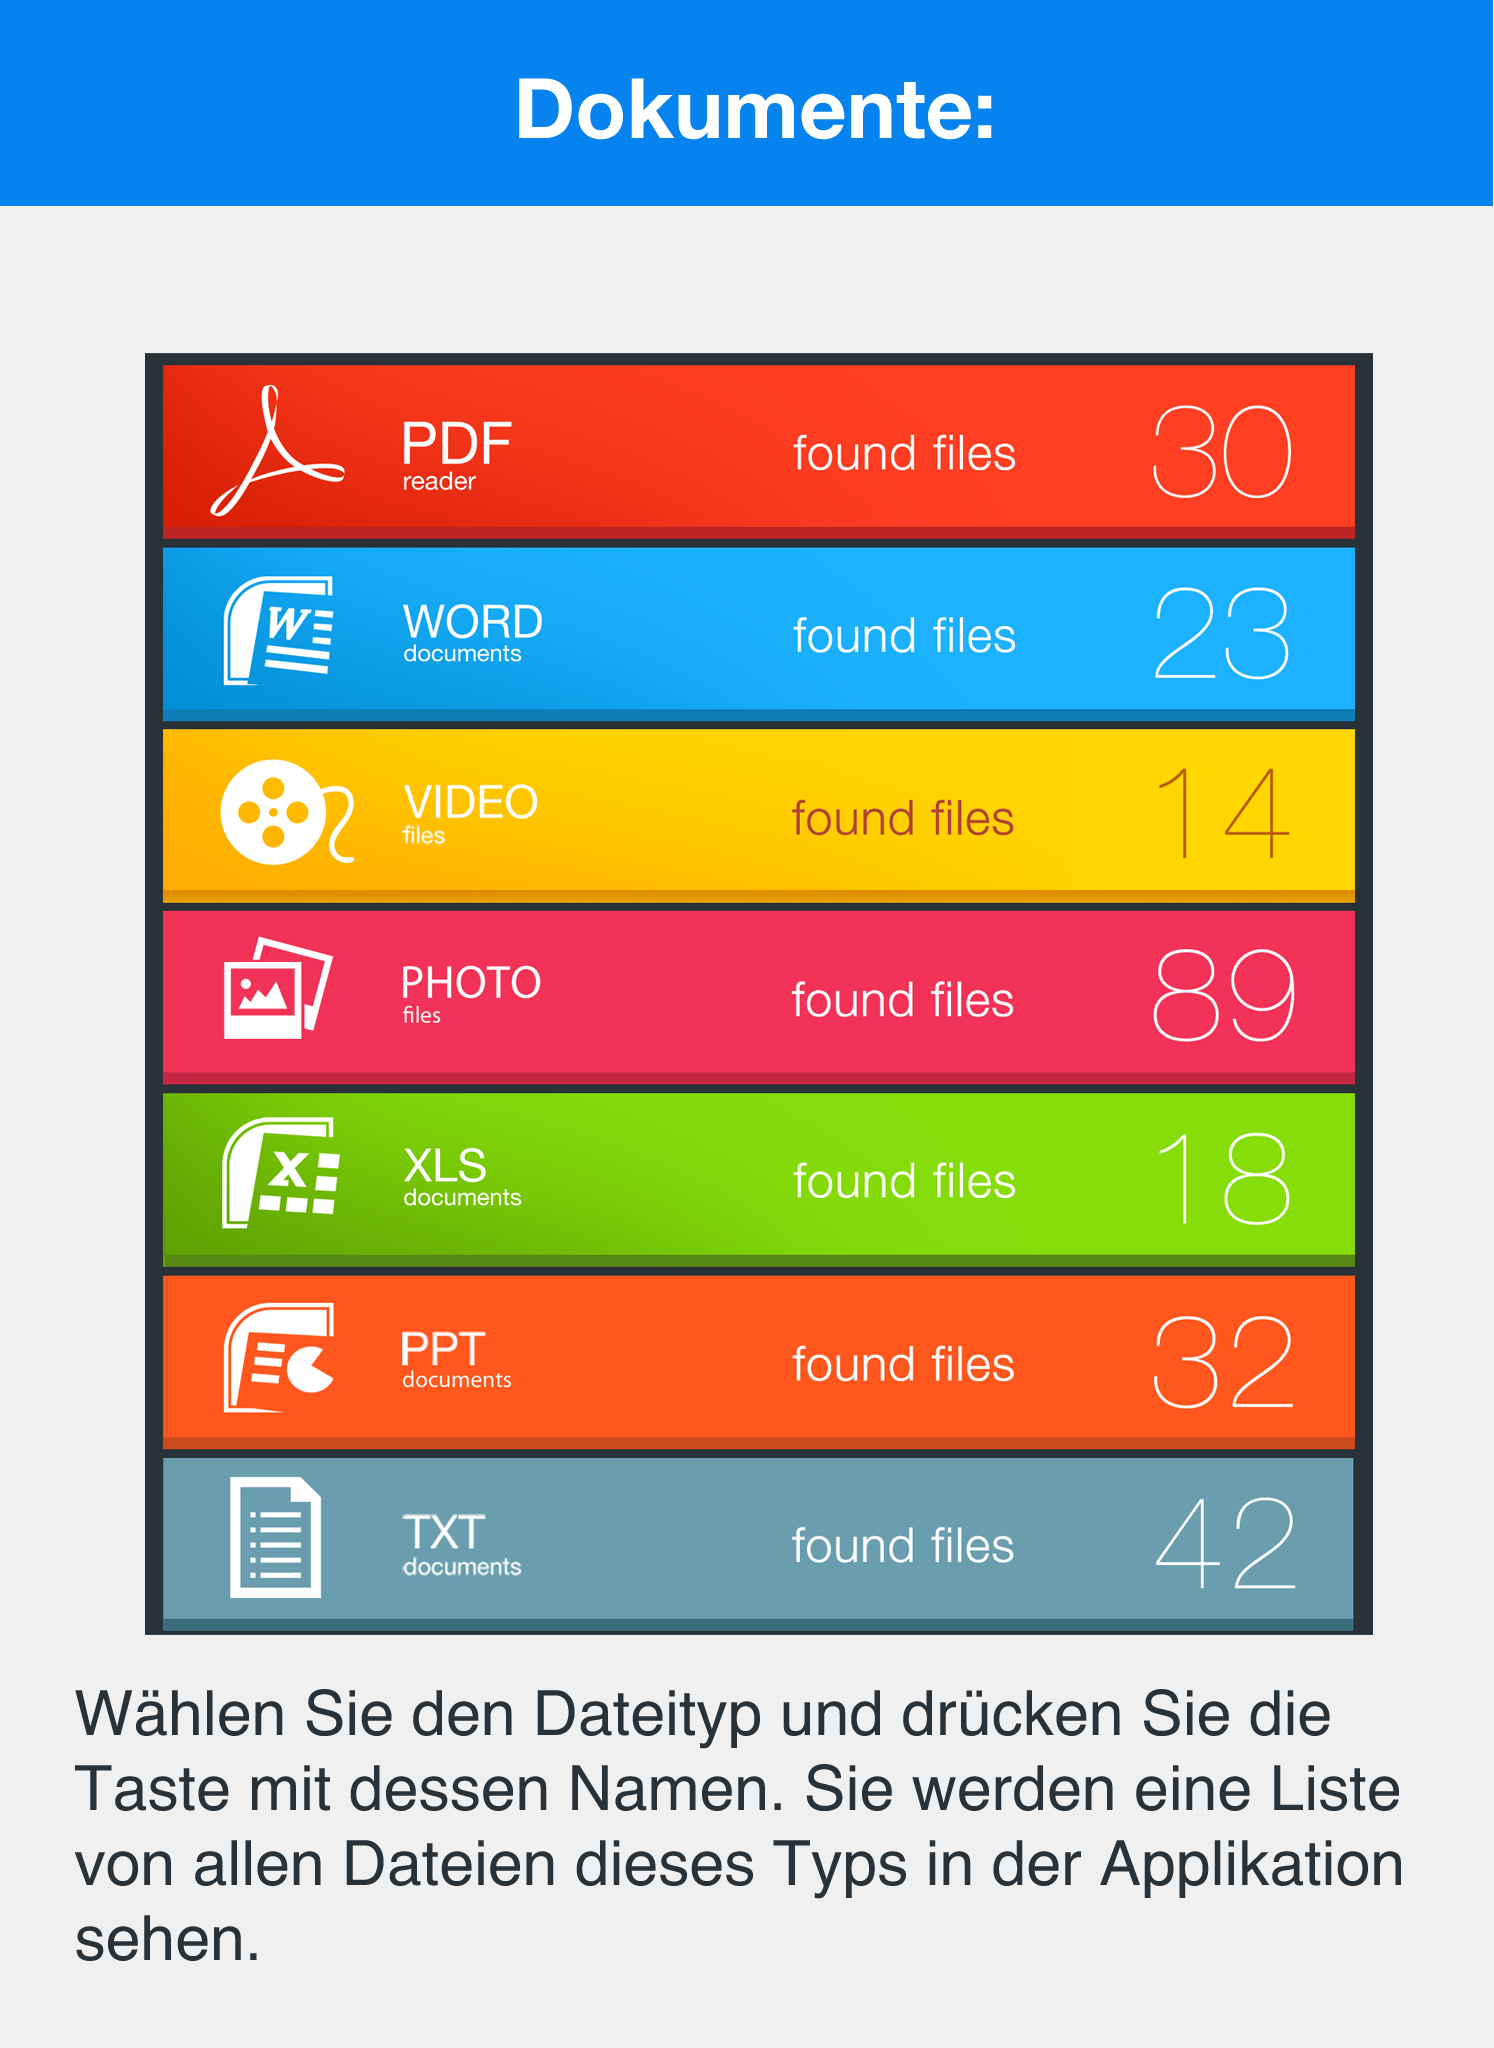 Dokumente:
PDF
reader
found files
30
W
WORD
documents
found files
23
VIDEO
files
found files
14
PHOTO
files
found files
89
X
XLS
documents
found files
18
PPT
documents
found files
32
TXT
documents
found files
42
Wählen Sie den Dateityp und drücken Sie die
Taste mit dessen Namen. Sie werden eine Liste
von allen Dateien dieses Typs in der Applikation
sehen.